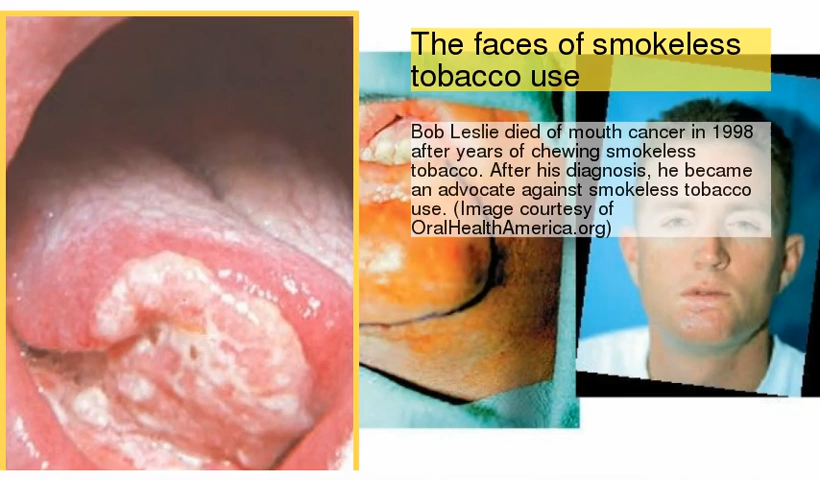 The faces of smokeless
tobacco use
Bob Leslie died of mouth cancer in 1998
after years of chewing smokeless
tobacco. After his diagnosis, he became
an advocate against smokeless tobacco
use. (Image courtesy of
OralHealthAmerica.org)